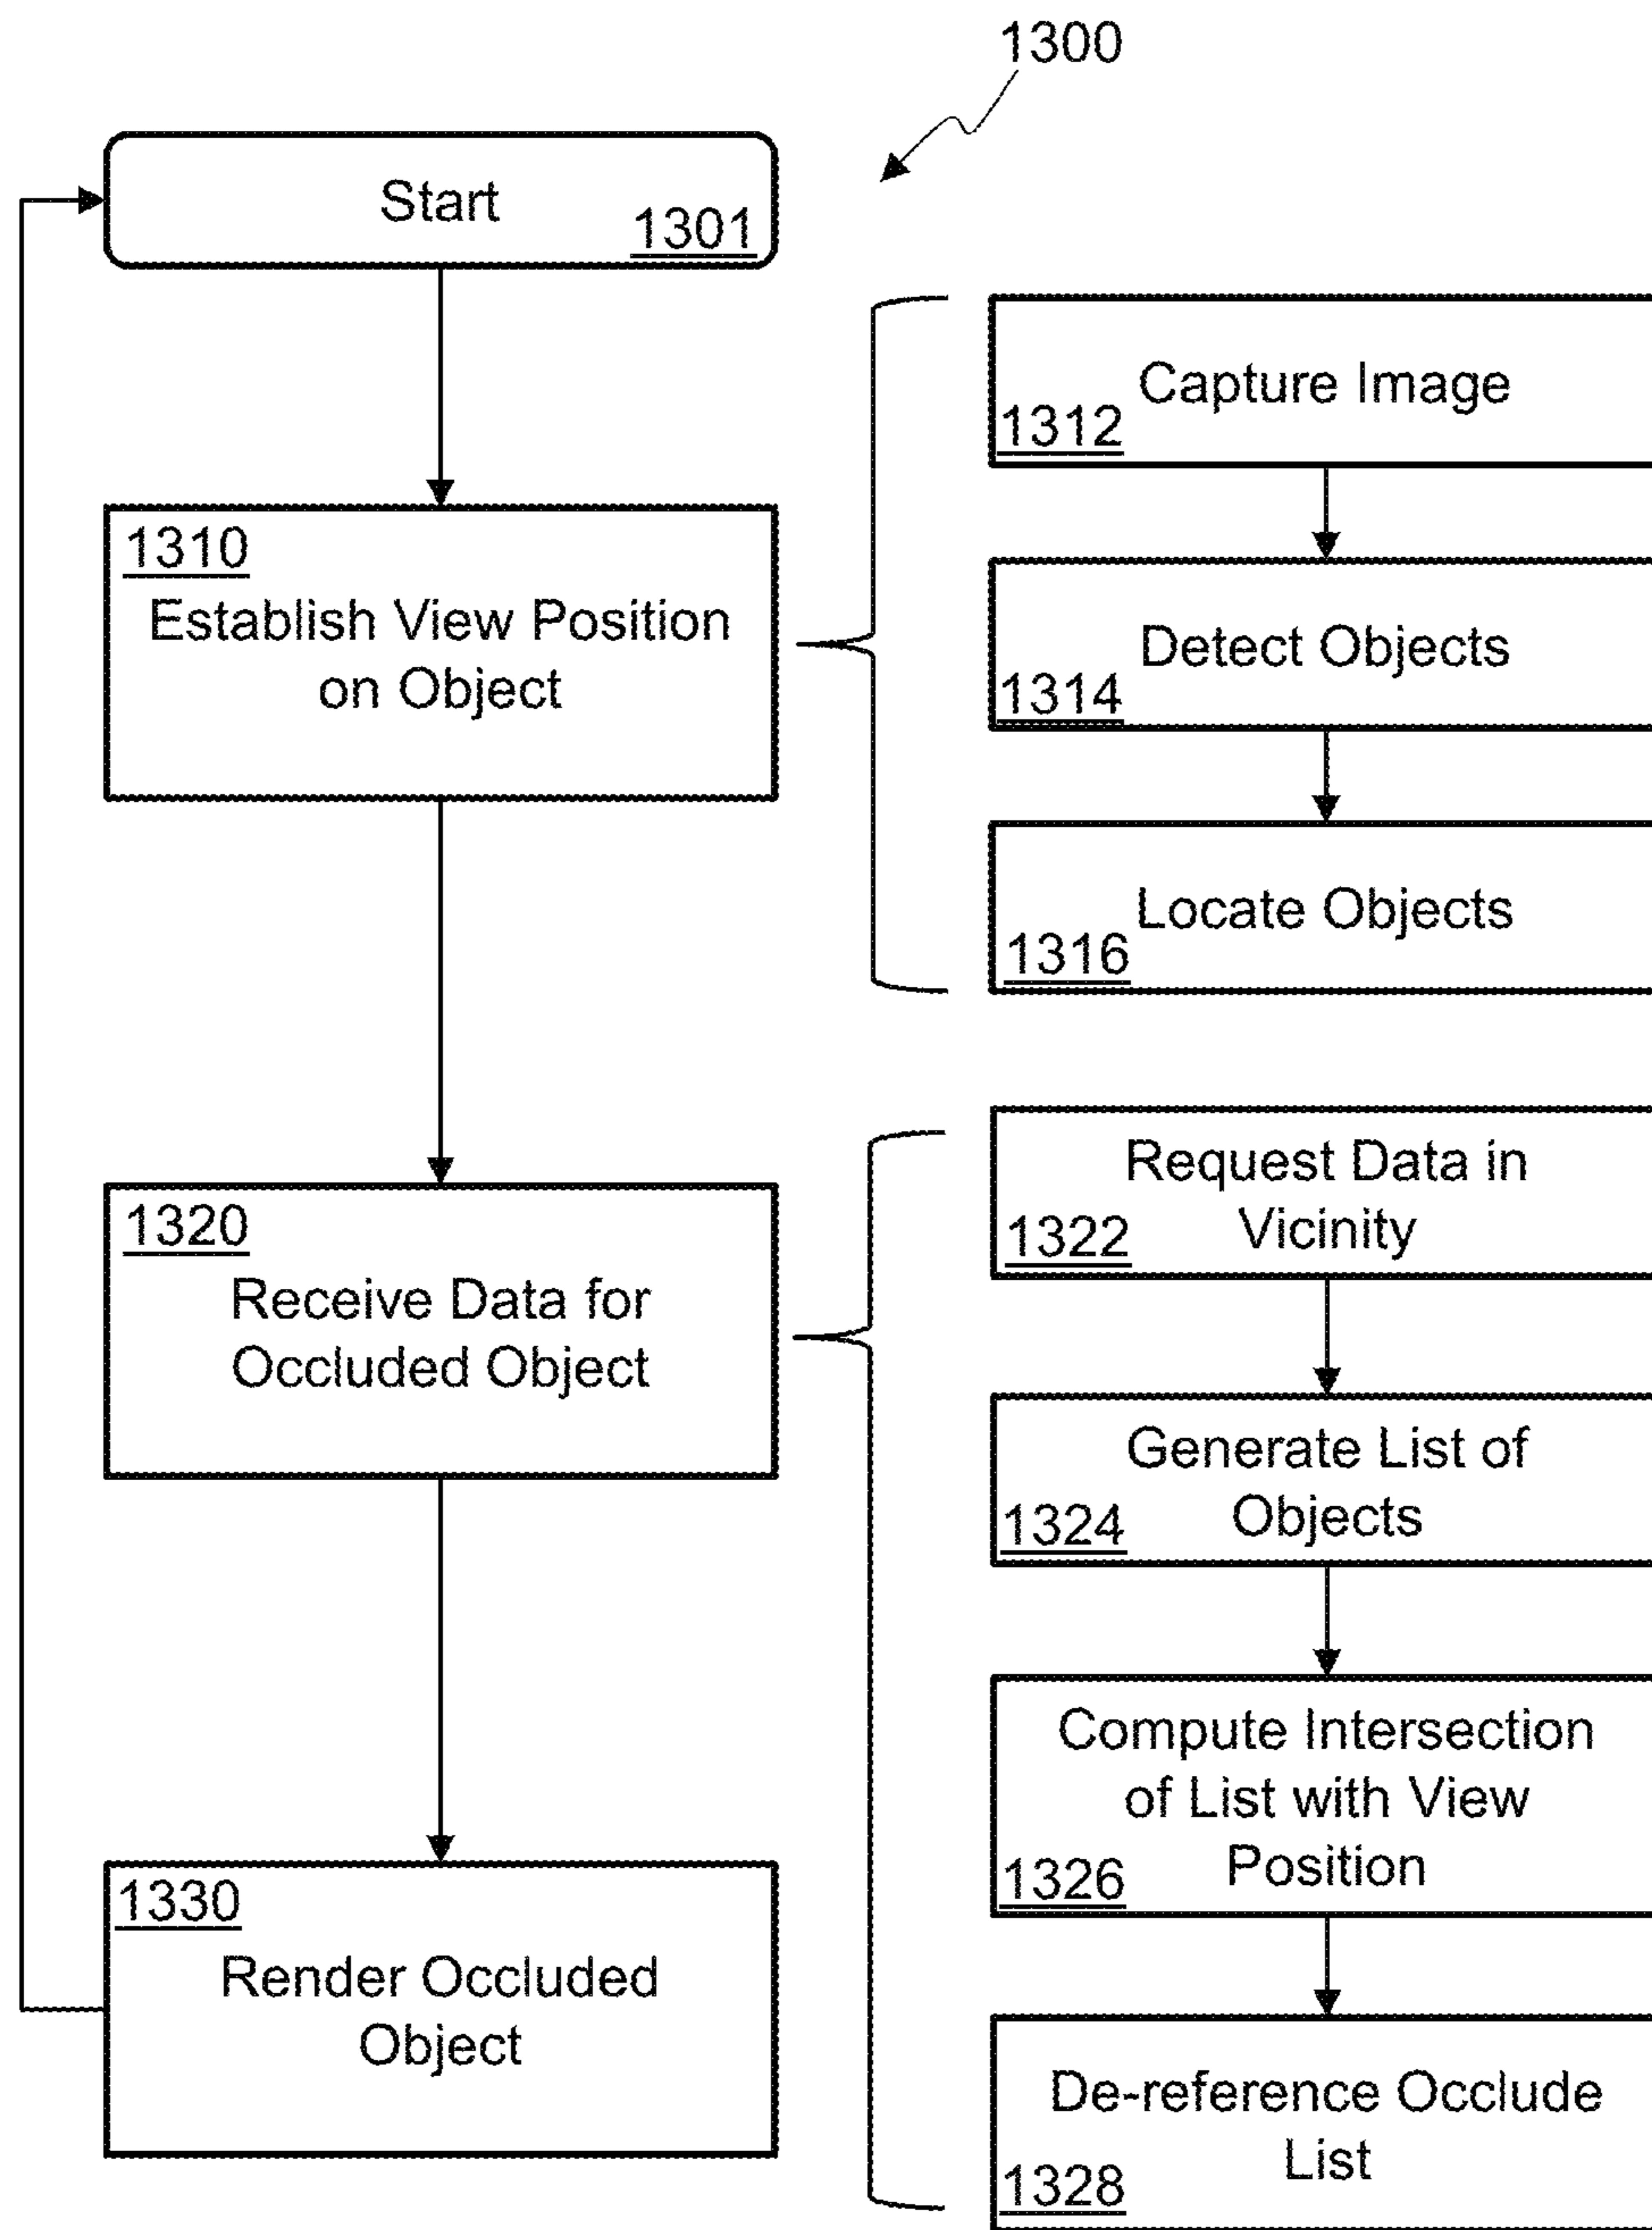 1300
Start
1301
1310
Establish View Position
on Object
1320
Receive Data for
Occluded Object
1330
Render Occluded
Object
Capture Image
1312
Detect Objects
1314
Locate Objects
1316
Request Data in
Vicinity
1322
Generate List of
Objects
1324
Compute Intersection
of List with View
Position
1326
De-reference Occlude
List
1328